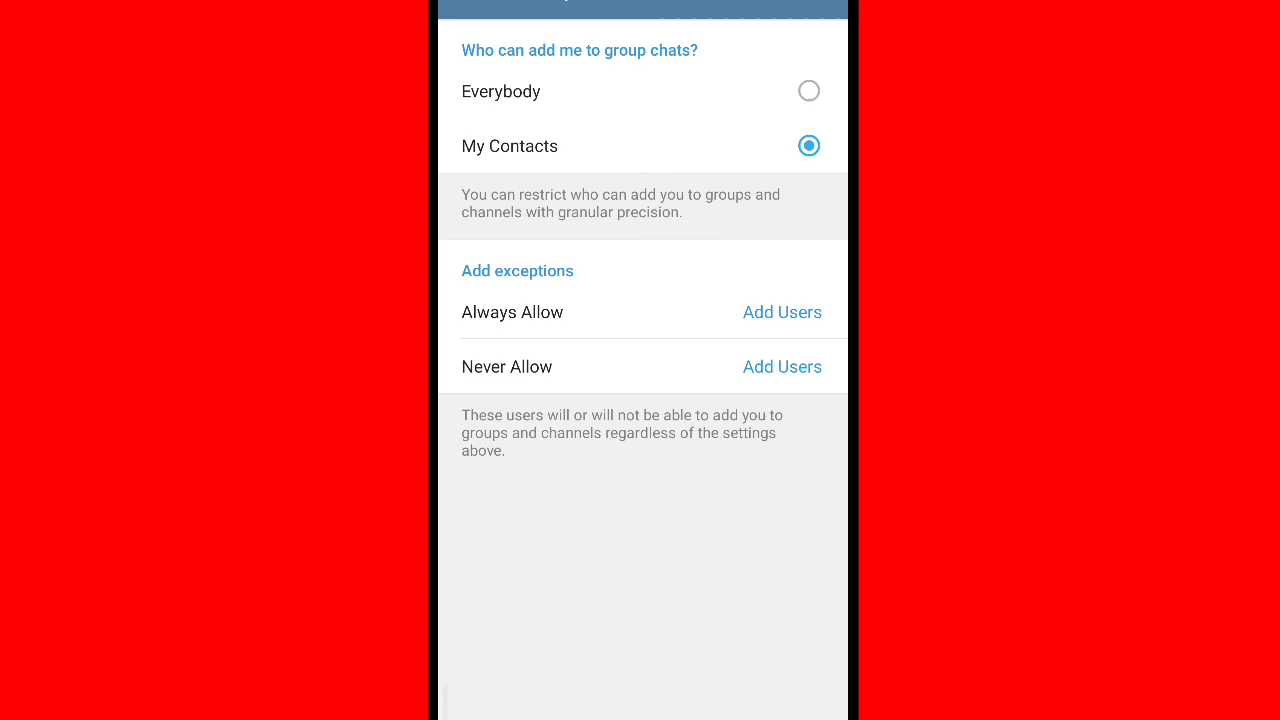 Who can add me to group chats?
Everybody
My Contacts
You can restrict who can add you to groups and
channels with granular precision.
Add exceptions
Always Allow Add Users
Never Allow Add Users
These users will or will not be able to add you to
groups and channels regardless of the settings
above.